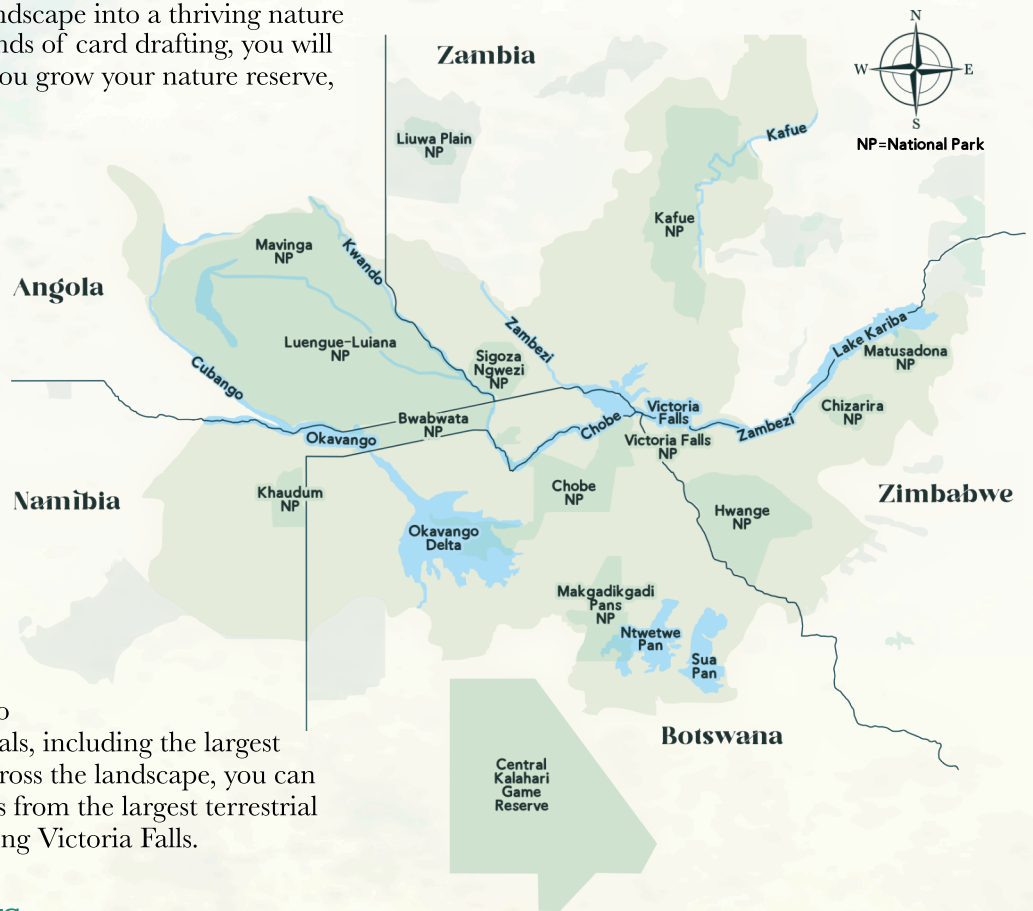 ndscape into a thriving nature
nds of card drafting, you will
ou grow your nature reserve,
Zambia
N
W
E
S
NP=National Park
Liuwa Plain
NP
Kafue
Kafue
NP
Mavinga
NP
Kwando
Angola
Luengue-Luiana
NP
Zambezi
Sigoza
Ngwezi
NP
Lake Kariba
Matusadona
NP
Cubango
Chizarira
NP
Bwabwata
NP
Okavango
Chobe
Victoria
Falls
Zambezi
Victoria Falls
NP
Namibia
Khaudum
NP
Chobe
NP
Zimbabwe
Hwange
NP
Okavango
Delta
Makgadikgadi
Pans
NP
Ntwetwe
Pan
Sua
Pan
Botswana
Central
Kalahari
Game
Reserve
o
als, including the largest
ross the landscape, you can
s from the largest terrestrial
ng Victoria Falls.